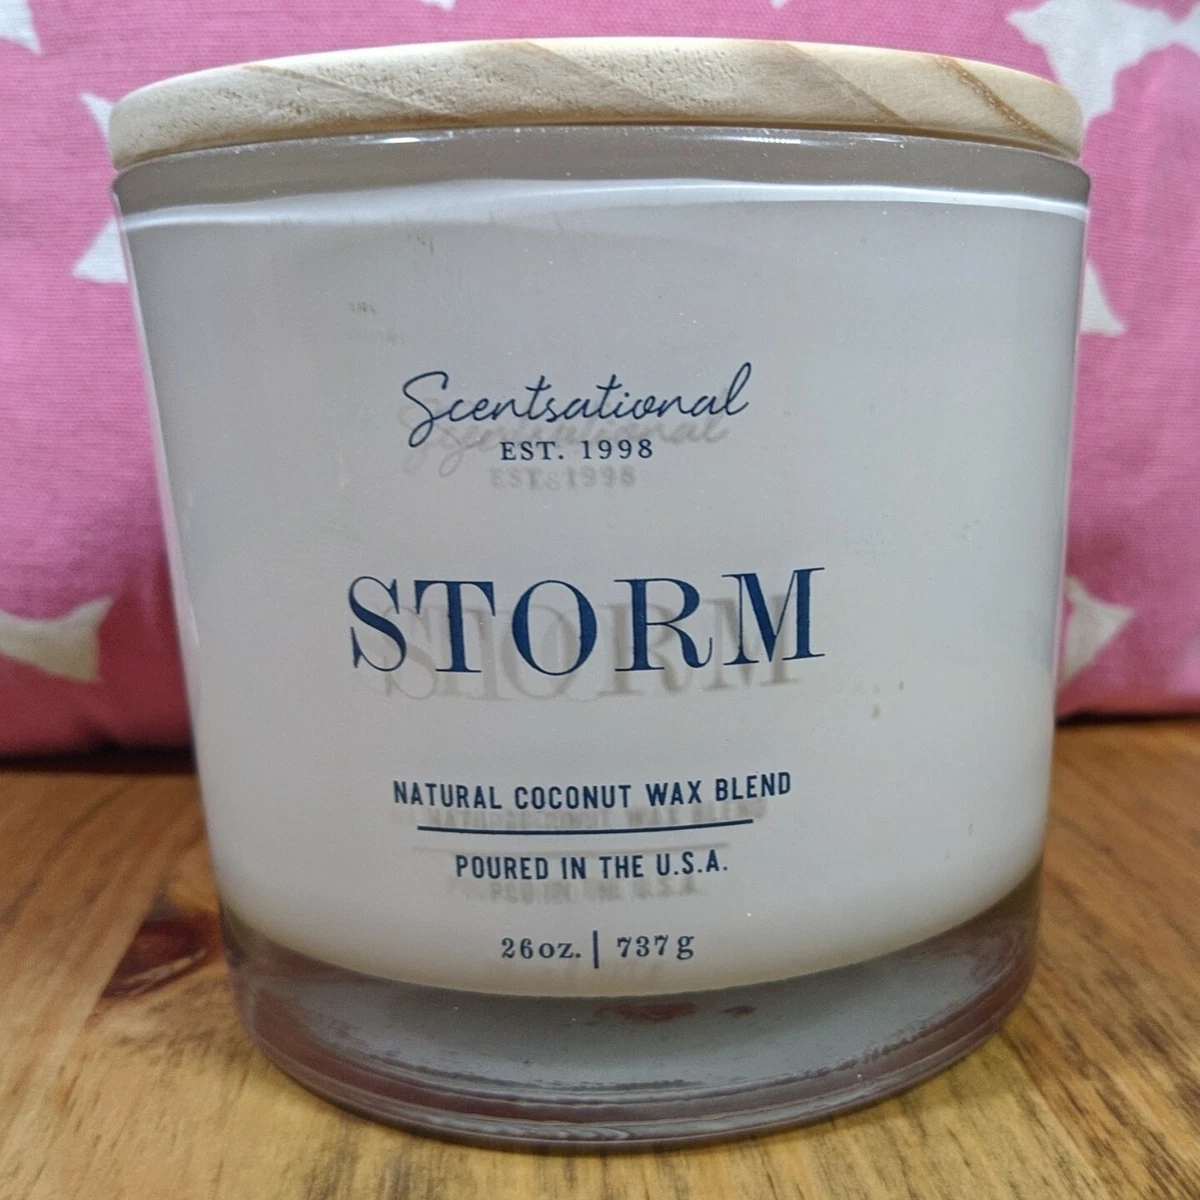 Scentsational
EST. 1998
STORM
NATURAL COCONUT WAX BLEND
POURED IN THE U.S.A.
26oz. | 737g